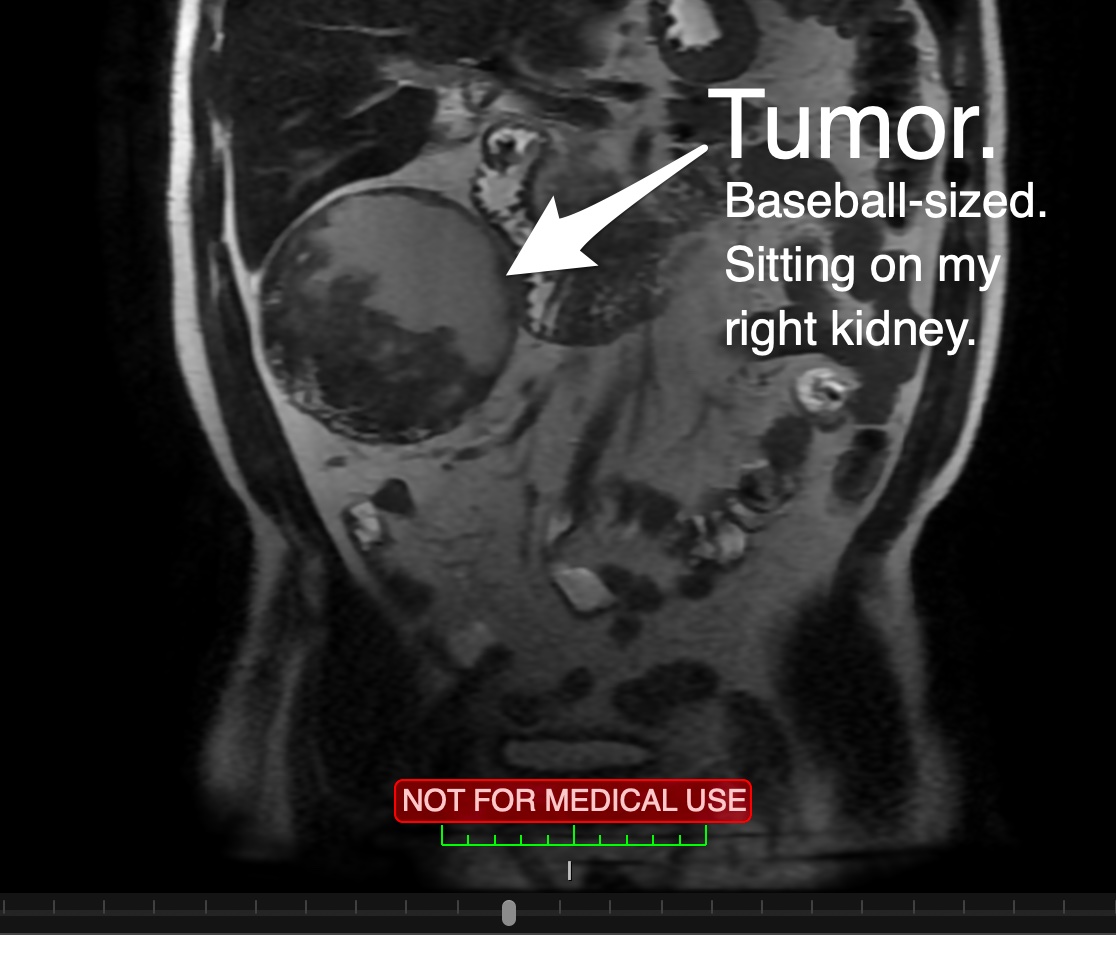 Tumor.
Baseball-sized.
Sitting on my
right kidney.
NOT FOR MEDICAL USE